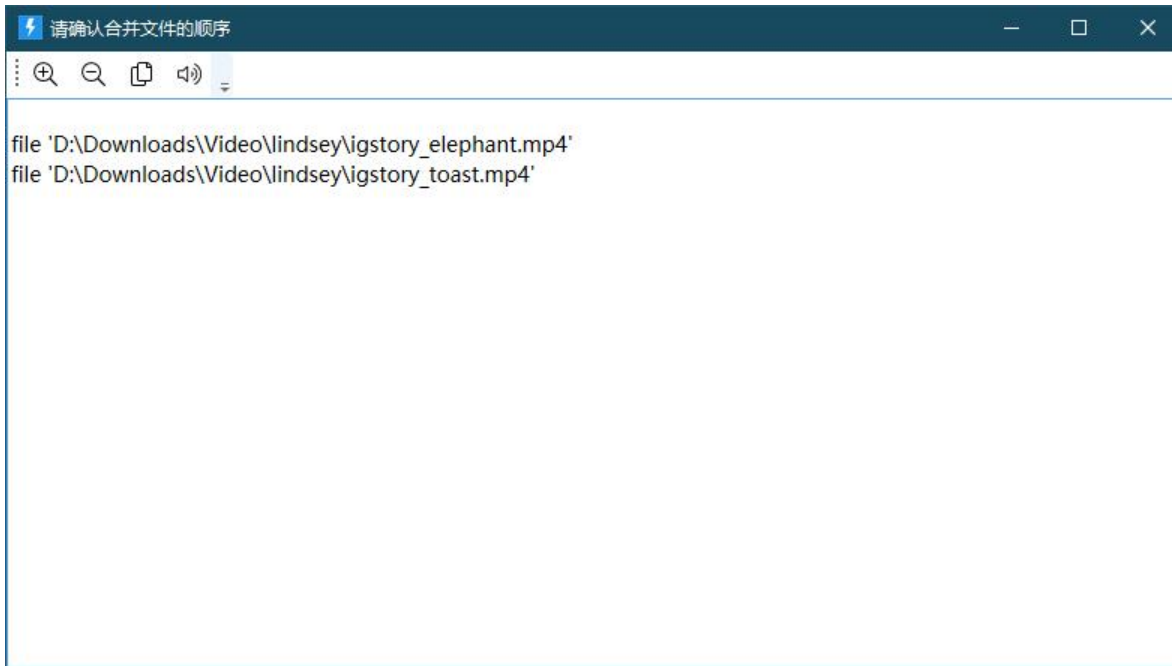 请确认合并文件的顺序
file 'D:\Downloads\Video\lindsey\igstory_elephant.mp4'
file 'D:\Downloads\Video\lindsey\igstory_toast.mp4'